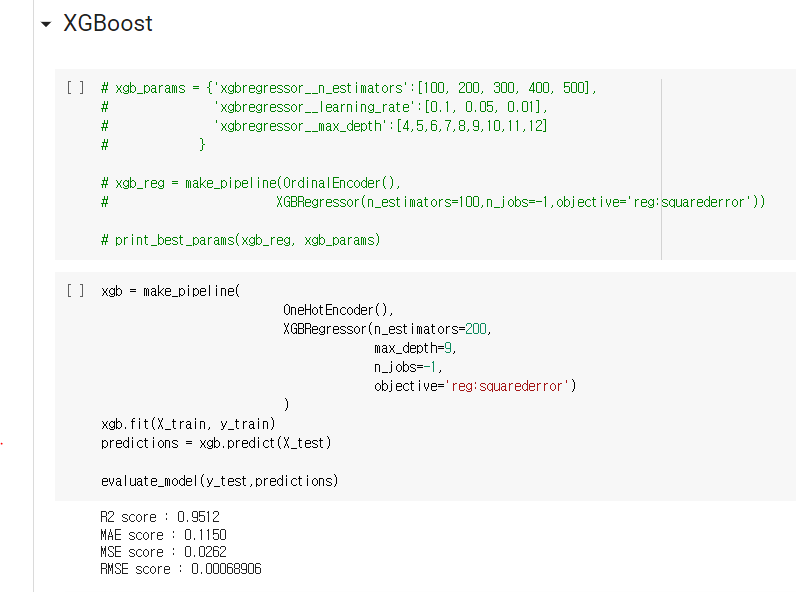 XGBoost
[ ] # xgb_params = {'xgbregressor__n_estimators':[100, 200, 300, 400, 500],
# 'xgbregressor__learning_rate':[0.1, 0.05, 0.01],
# 'xgbregressor__max_depth':[4,5,6,7,8,9,10,11,12]
# }
# xgb_reg = make_pipeline(OrdinalEncoder(),
# XGBRegressor(n_estimators=100,n_jobs=-1,objective='reg:squarederror'))
# print_best_params(xgb_reg, xgb_params)
[ ] xgb = make_pipeline(
OneHotEncoder(),
XGBRegressor(n_estimators=200,
max_depth=9,
n_jobs=-1,
objective='reg:squarederror')
)
xgb.fit(X_train, y_train)
predictions = xgb.predict(X_test)
evaluate_model(y_test,predictions)
R2 score : 0.9512
MAE score : 0.1150
MSE score : 0.0262
RMSE score : 0.00068906